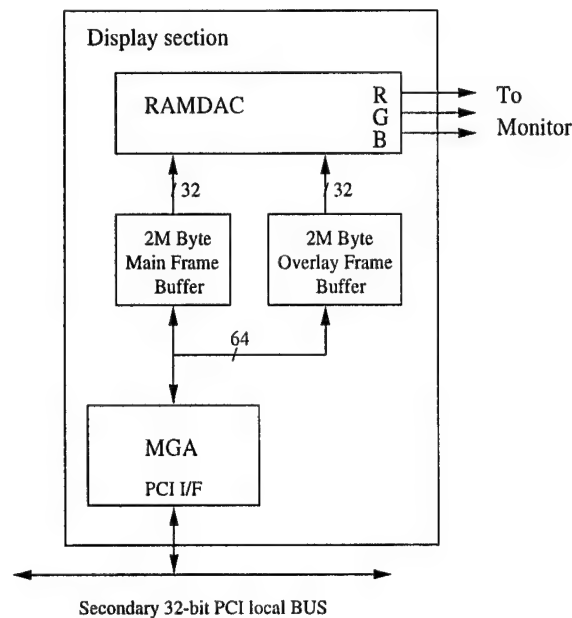 Display section
RAMDAC
R
G
B
To
Monitor
32
32
2M Byte
Main Frame
Buffer
2M Byte
Overlay Frame
Buffer
64
MGA
PCI I/F
Secondary 32-bit PCI local BUS